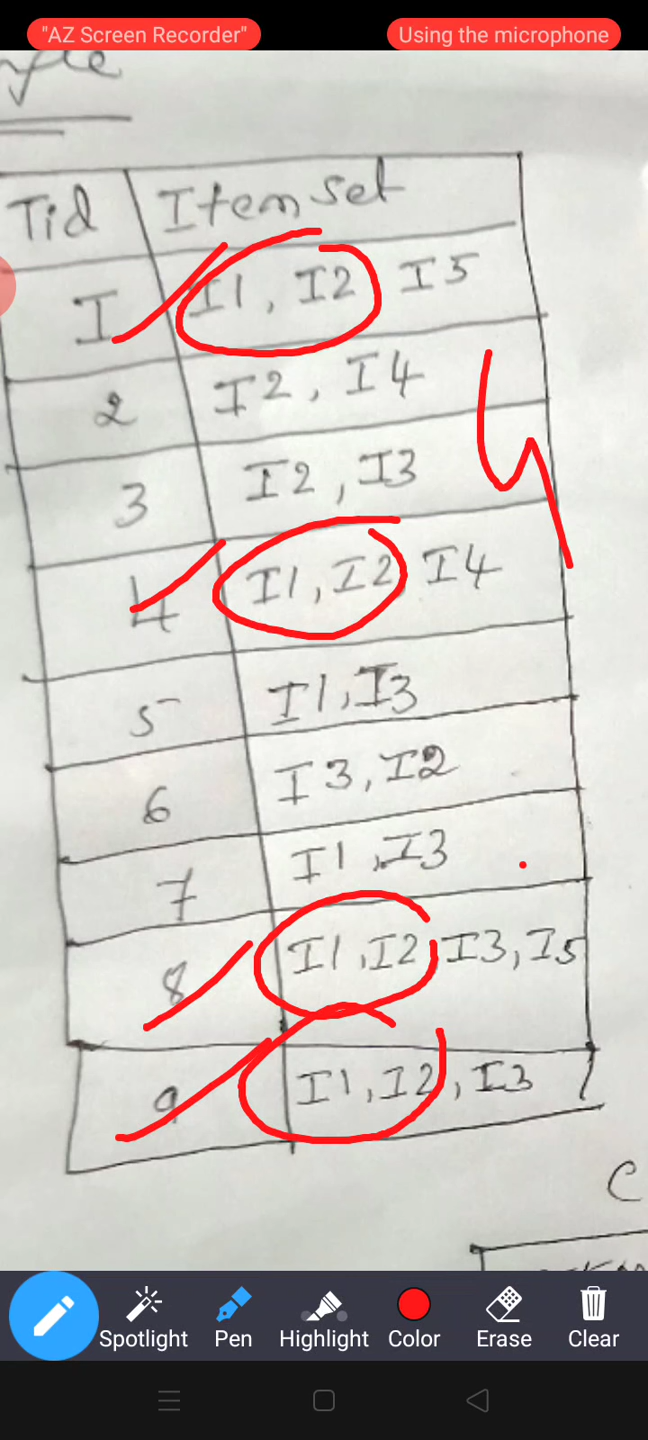 "AZ Screen Recorder" Using the microphone
Tid Itemset
I I1, I2 I5
2 I2, I4
3 I2, I3
4 I1, I2 I4
5 I1, I3
6 I3, I2
7 I1, I3
8 I1, I2, I3, I5
9 I1, I2, I3
C
Spotlight Pen Highlight Color Erase Clear